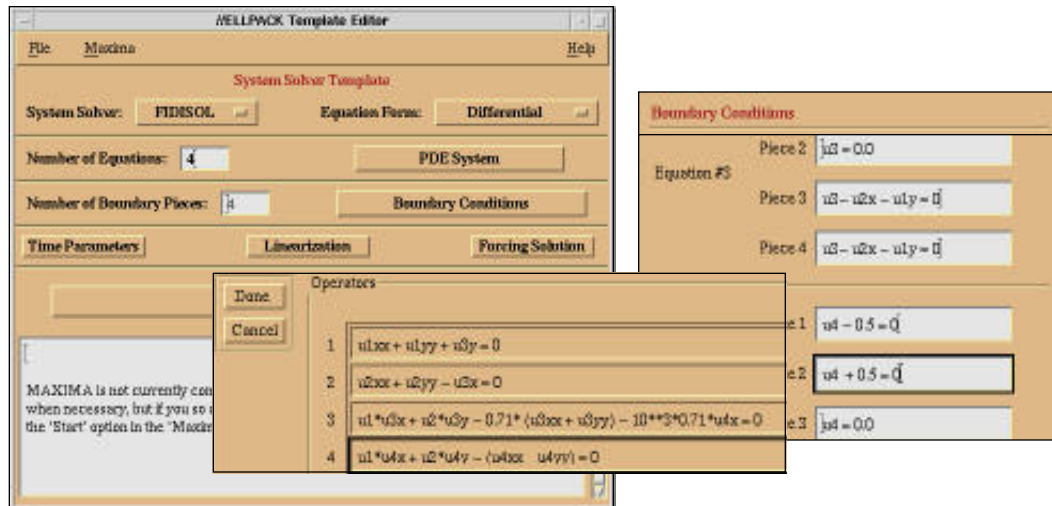 //ELLPACK Template Editor
File Maxima Help
System Solver Template
System Solver: FIDISOL Equation Form: Differential
Number of Equations: 4 PDE System
Number of Boundary Pieces: 4 Boundary Conditions
Time Parameters Linearization Forcing Solution
MAXIMA is not currently con
when necessary, but if you so
the 'Start' option in the "Maxim
Done
Cancel
Operators
1 u1xx + u1yy + u3y = 0
2 u2xx + u2yy - u3x = 0
3 u1*u3x + u2*u3y - 0.71* (u3xx + u3yy) - 10**3*0.71*u4x = 0
4 u1*u4x + u2*u4y - (u4xx u4yy) = 0
Boundary Conditions
Piece 2 u3 = 0.0
Equation #3
Piece 3 u3 - u2x - u1y = 0
Piece 4 u3 - u2x - u1y = 0
e 1 u4 - 0.5 = 0
e 2 u4 + 0.5 = 0
e 3 u4 = 0.0